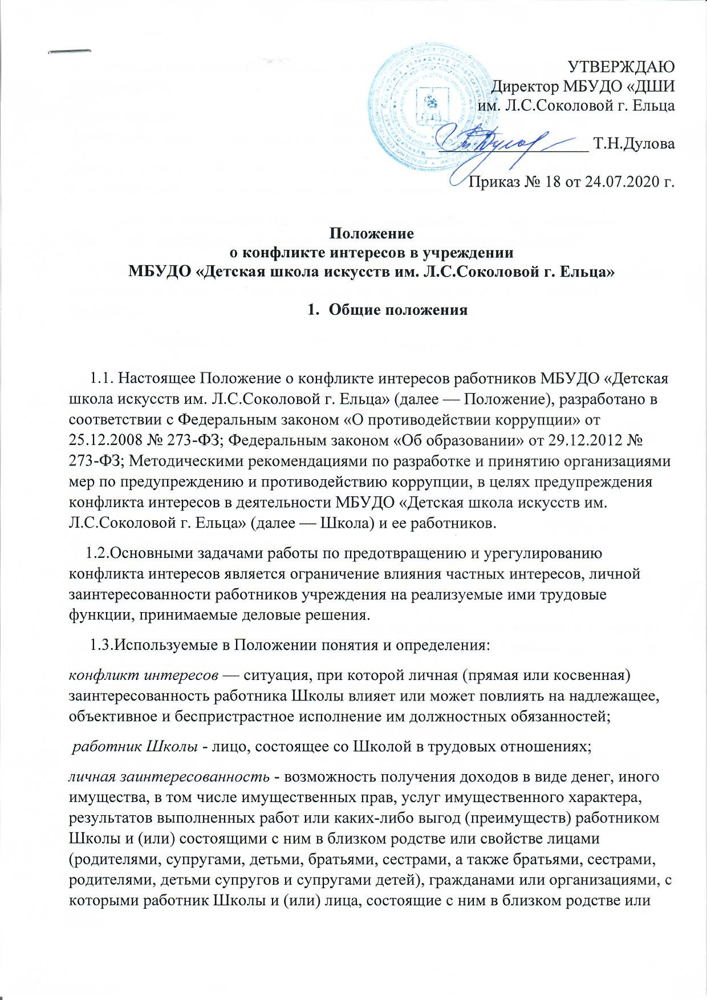 УТВЕРЖДАЮ
Директор МБУДО «ДШИ
им. Л.С.Соколовой г. Ельца
Т.Н.Дулова
Приказ № 18 от 24.07.2020 г.
Положение
о конфликте интересов в учреждении
МБУДО «Детская школа искусств им. Л.С.Соколовой г. Ельца»
1. Общие положения
1.1. Настоящее Положение о конфликте интересов работников МБУДО «Детская
школа искусств им. Л.С.Соколовой г. Ельца» (далее — Положение), разработано в
соответствии с Федеральным законом «О противодействии коррупции» от
25.12.2008 № 273-ФЗ; Федеральным законом «Об образовании» от 29.12.2012 №
273-ФЗ; Методическими рекомендациями по разработке и принятию организациями
мер по предупреждению и противодействию коррупции, в целях предупреждения
конфликта интересов в деятельности МБУДО «Детская школа искусств им.
Л.С.Соколовой г. Ельца» (далее — Школа) и ее работников.
1.2.Основными задачами работы по предотвращению и урегулированию
конфликта интересов является ограничение влияния частных интересов, личной
заинтересованности работников учреждения на реализуемые ими трудовые
функции, принимаемые деловые решения.
1.3.Используемые в Положении понятия и определения:
конфликт интересов — ситуация, при которой личная (прямая или косвенная)
заинтересованность работника Школы влияет или может повлиять на надлежащее,
объективное и беспристрастное исполнение им должностных обязанностей;
работник Школы - лицо, состоящее со Школой в трудовых отношениях;
личная заинтересованность - возможность получения доходов в виде денег, иного
имущества, в том числе имущественных прав, услуг имущественного характера,
результатов выполненных работ или каких-либо выгод (преимуществ) работником
Школы и (или) состоящими с ним в близком родстве или свойстве лицами
(родителями, супругами, детьми, братьями, сестрами, а также братьями, сестрами,
родителями, детьми супругов и супругами детей), гражданами или организациями, с
которыми работник Школы и (или) лица, состоящие с ним в близком родстве или